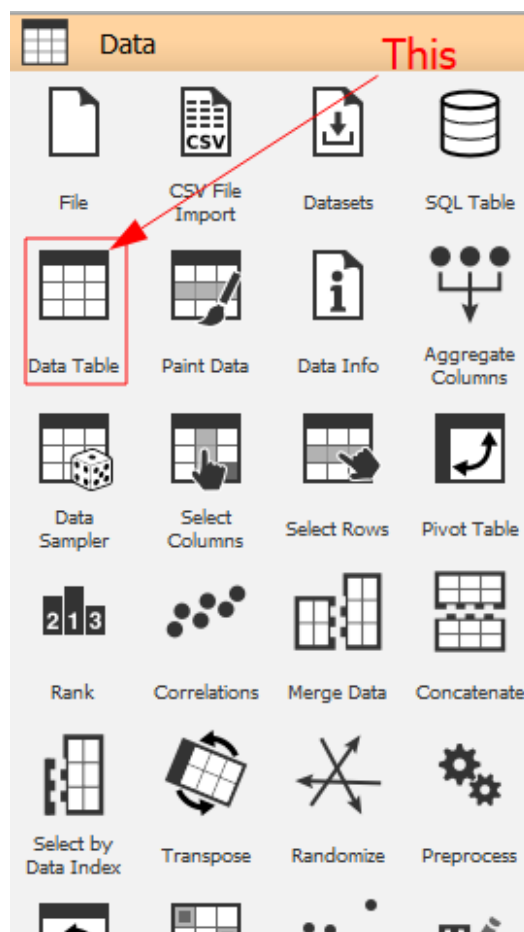 Data
This
CSV
File
CSV File
Import
Datasets
SQL Table
i
Data Table
Paint Data
Data Info
Aggregate
Columns
Data
Sampler
Select
Columns
Select Rows
Pivot Table
2 1 3
Rank
Correlations
Merge Data
Concatenate
Select by
Data Index
Transpose
Randomize
Preprocess